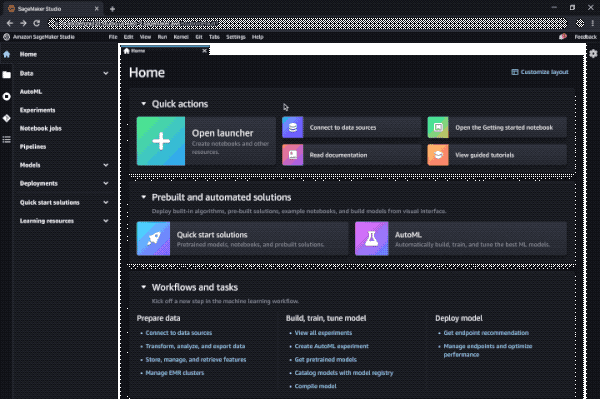 SageMaker Studio
Amazon SageMaker Studio File Edit View Run Kernel Git Tabs Settings Help Feedback
Home
Data
AutoML
Experiments
Notebook jobs
Pipelines
Models
Deployments
Quick start solutions
Learning resources
Home
Home
Customize layout
Quick actions
Open launcher
Create notebooks and other
resources.
Connect to data sources
Open the Getting started notebook
Read documentation
View guided tutorials
Prebuilt and automated solutions
Deploy built-in algorithms, pre-built solutions, example notebooks, and build models from visual interface.
Quick start solutions
Pretrained models, notebooks, and prebuilt solutions.
AutoML
Automatically build, train, and tune the best ML models.
Workflows and tasks
Kick off a new step in the machine learning workflow.
Prepare data
• Connect to data sources
• Transform, analyze, and export data
• Store, manage, and retrieve features
• Manage EMR clusters
Build, train, tune model
• View all experiments
• Create AutoML experiment
• Get pretrained models
• Catalog models with model registry
• Compile model
Deploy model
• Get endpoint recommendation
• Manage endpoints and optimize
performance